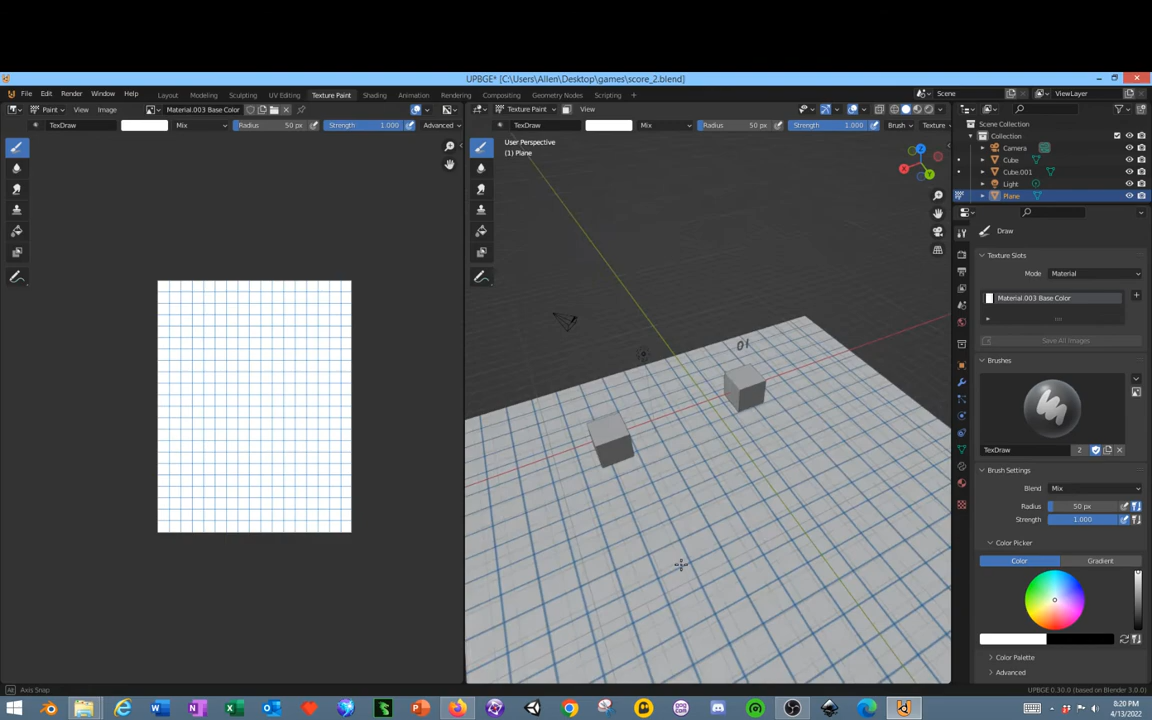 UPBGE* [C:\Users\Allen\Desktop\games\score_2.blend]
File Edit Render Window Help Layout Modeling Sculpting UV Editing Texture Paint Shading Animation Rendering Compositing Geometry Nodes Scripting + Scene ViewLayer
Paint View Image Material.003 Base Color
TexDraw Mix Radius 50 px Strength 1.000 Advanced
Texture Paint View
TexDraw Mix Radius 50 px Strength 1.000 Brush Texture
User Perspective
(1) Plane
01
Scene Collection
Collection
Camera
Cube
Cube.001
Light
Plane
Draw
Texture Slots
Mode Material
Material.003 Base Color
Save All Images
Brushes
TexDraw 2
Brush Settings
Blend Mix
Radius 50 px
Strength 1.000
Color Picker
Color Gradient
Color Palette
Advanced
Axis Snap
UPBGE 0.30.0 (based on Blender 3.0.0)
8:20 PM
4/13/2022